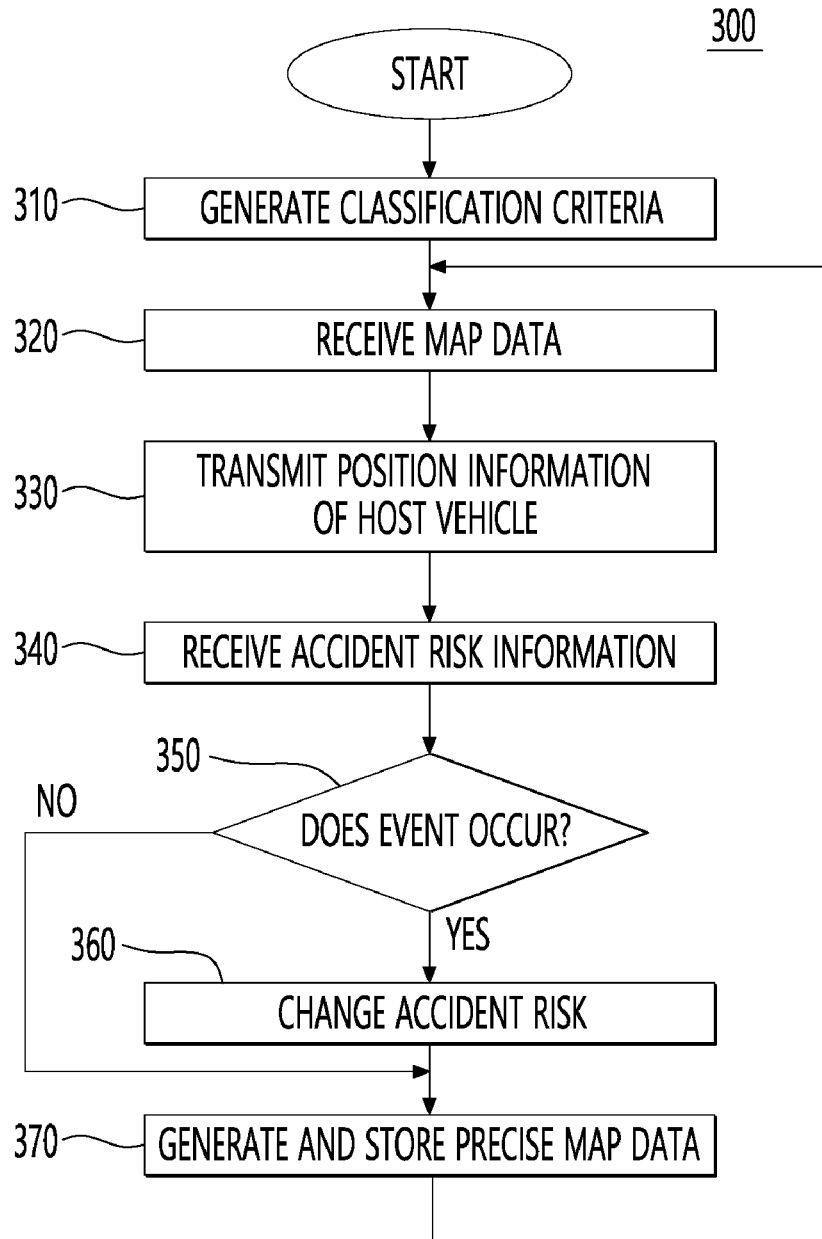 300
START
310
GENERATE CLASSIFICATION CRITERIA
320
RECEIVE MAP DATA
330
TRANSMIT POSITION INFORMATION
OF HOST VEHICLE
340
RECEIVE ACCIDENT RISK INFORMATION
350
NO
DOES EVENT OCCUR?
YES
360
CHANGE ACCIDENT RISK
370
GENERATE AND STORE PRECISE MAP DATA